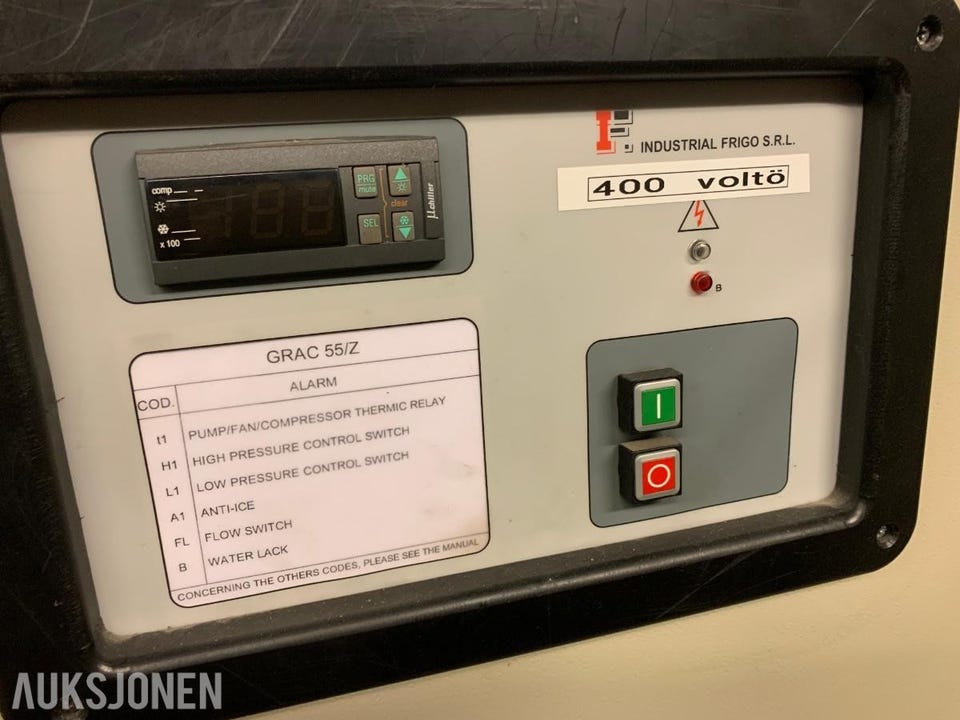 INDUSTRIAL FRIGO S.R.L.
400 voltö
comp
x 100
PRG
mute
clear
SEL
µchiller
B
GRAC 55/Z
COD. ALARM
t1 PUMP/FAN/COMPRESSOR THERMIC RELAY
H1 HIGH PRESSURE CONTROL SWITCH
L1 LOW PRESSURE CONTROL SWITCH
A1 ANTI-ICE
FL FLOW SWITCH
B WATER LACK
CONCERNING THE OTHERS CODES, PLEASE SEE THE MANUAL
I
O
AUKSJONEN